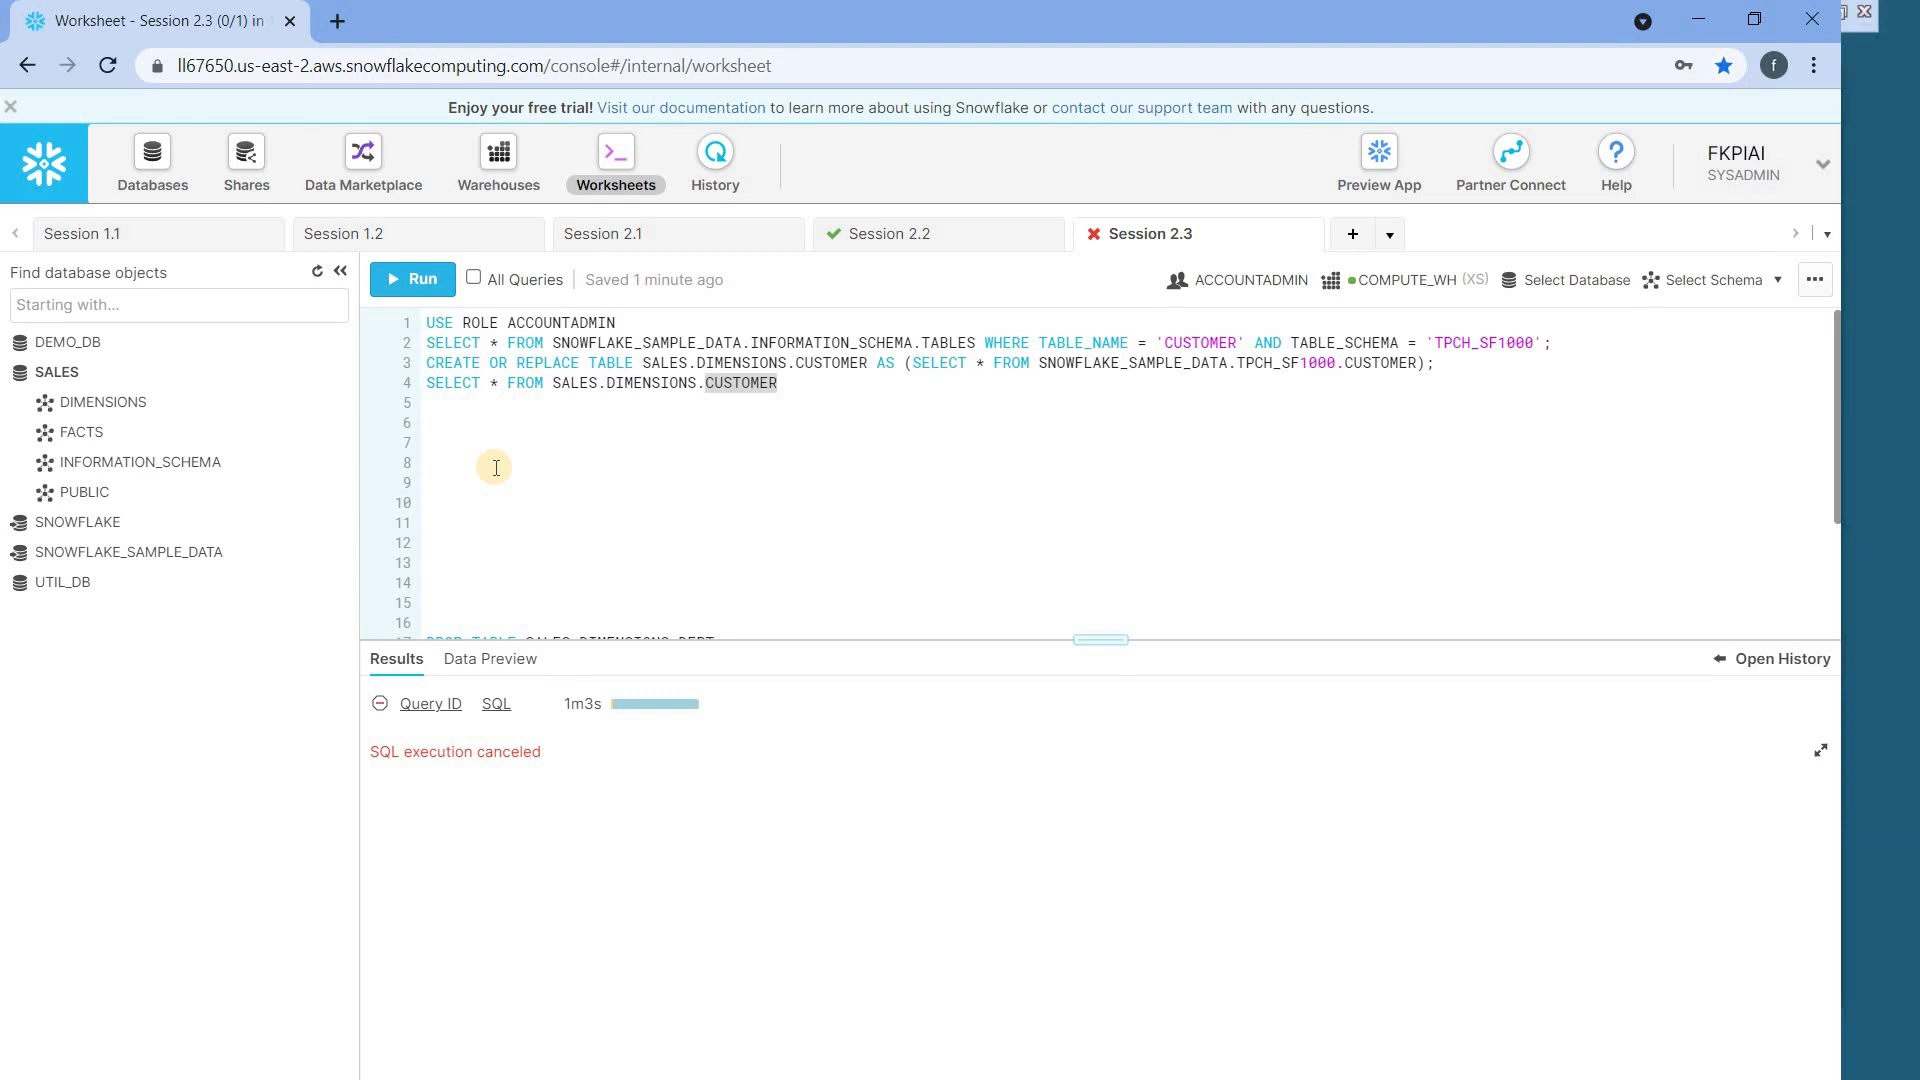 Worksheet - Session 2.3 (0/1) in
ll67650.us-east-2.aws.snowflakecomputing.com/console#/internal/worksheet
f
Enjoy your free trial! Visit our documentation to learn more about using Snowflake or contact our support team with any questions.
Databases
Shares
Data Marketplace
Warehouses
Worksheets
History
Preview App
Partner Connect
Help
FKPIAI
SYSADMIN
Session 1.1
Session 1.2
Session 2.1
Session 2.2
Session 2.3
Find database objects
Starting with...
DEMO_DB
SALES
DIMENSIONS
FACTS
INFORMATION_SCHEMA
PUBLIC
SNOWFLAKE
SNOWFLAKE_SAMPLE_DATA
UTIL_DB
Run
All Queries
Saved 1 minute ago
ACCOUNTADMIN
COMPUTE_WH (XS)
Select Database
Select Schema
1 USE ROLE ACCOUNTADMIN
2 SELECT * FROM SNOWFLAKE_SAMPLE_DATA.INFORMATION_SCHEMA.TABLES WHERE TABLE_NAME = 'CUSTOMER' AND TABLE_SCHEMA = 'TPCH_SF1000';
3 CREATE OR REPLACE TABLE SALES.DIMENSIONS.CUSTOMER AS (SELECT * FROM SNOWFLAKE_SAMPLE_DATA.TPCH_SF1000.CUSTOMER);
4 SELECT * FROM SALES.DIMENSIONS.CUSTOMER
5
6
7
8
9
10
11
12
13
14
15
16
17 DROP TABLE SALES.DIMENSIONS.DEPT
Results
Data Preview
Open History
Query ID
SQL
1m3s
SQL execution canceled